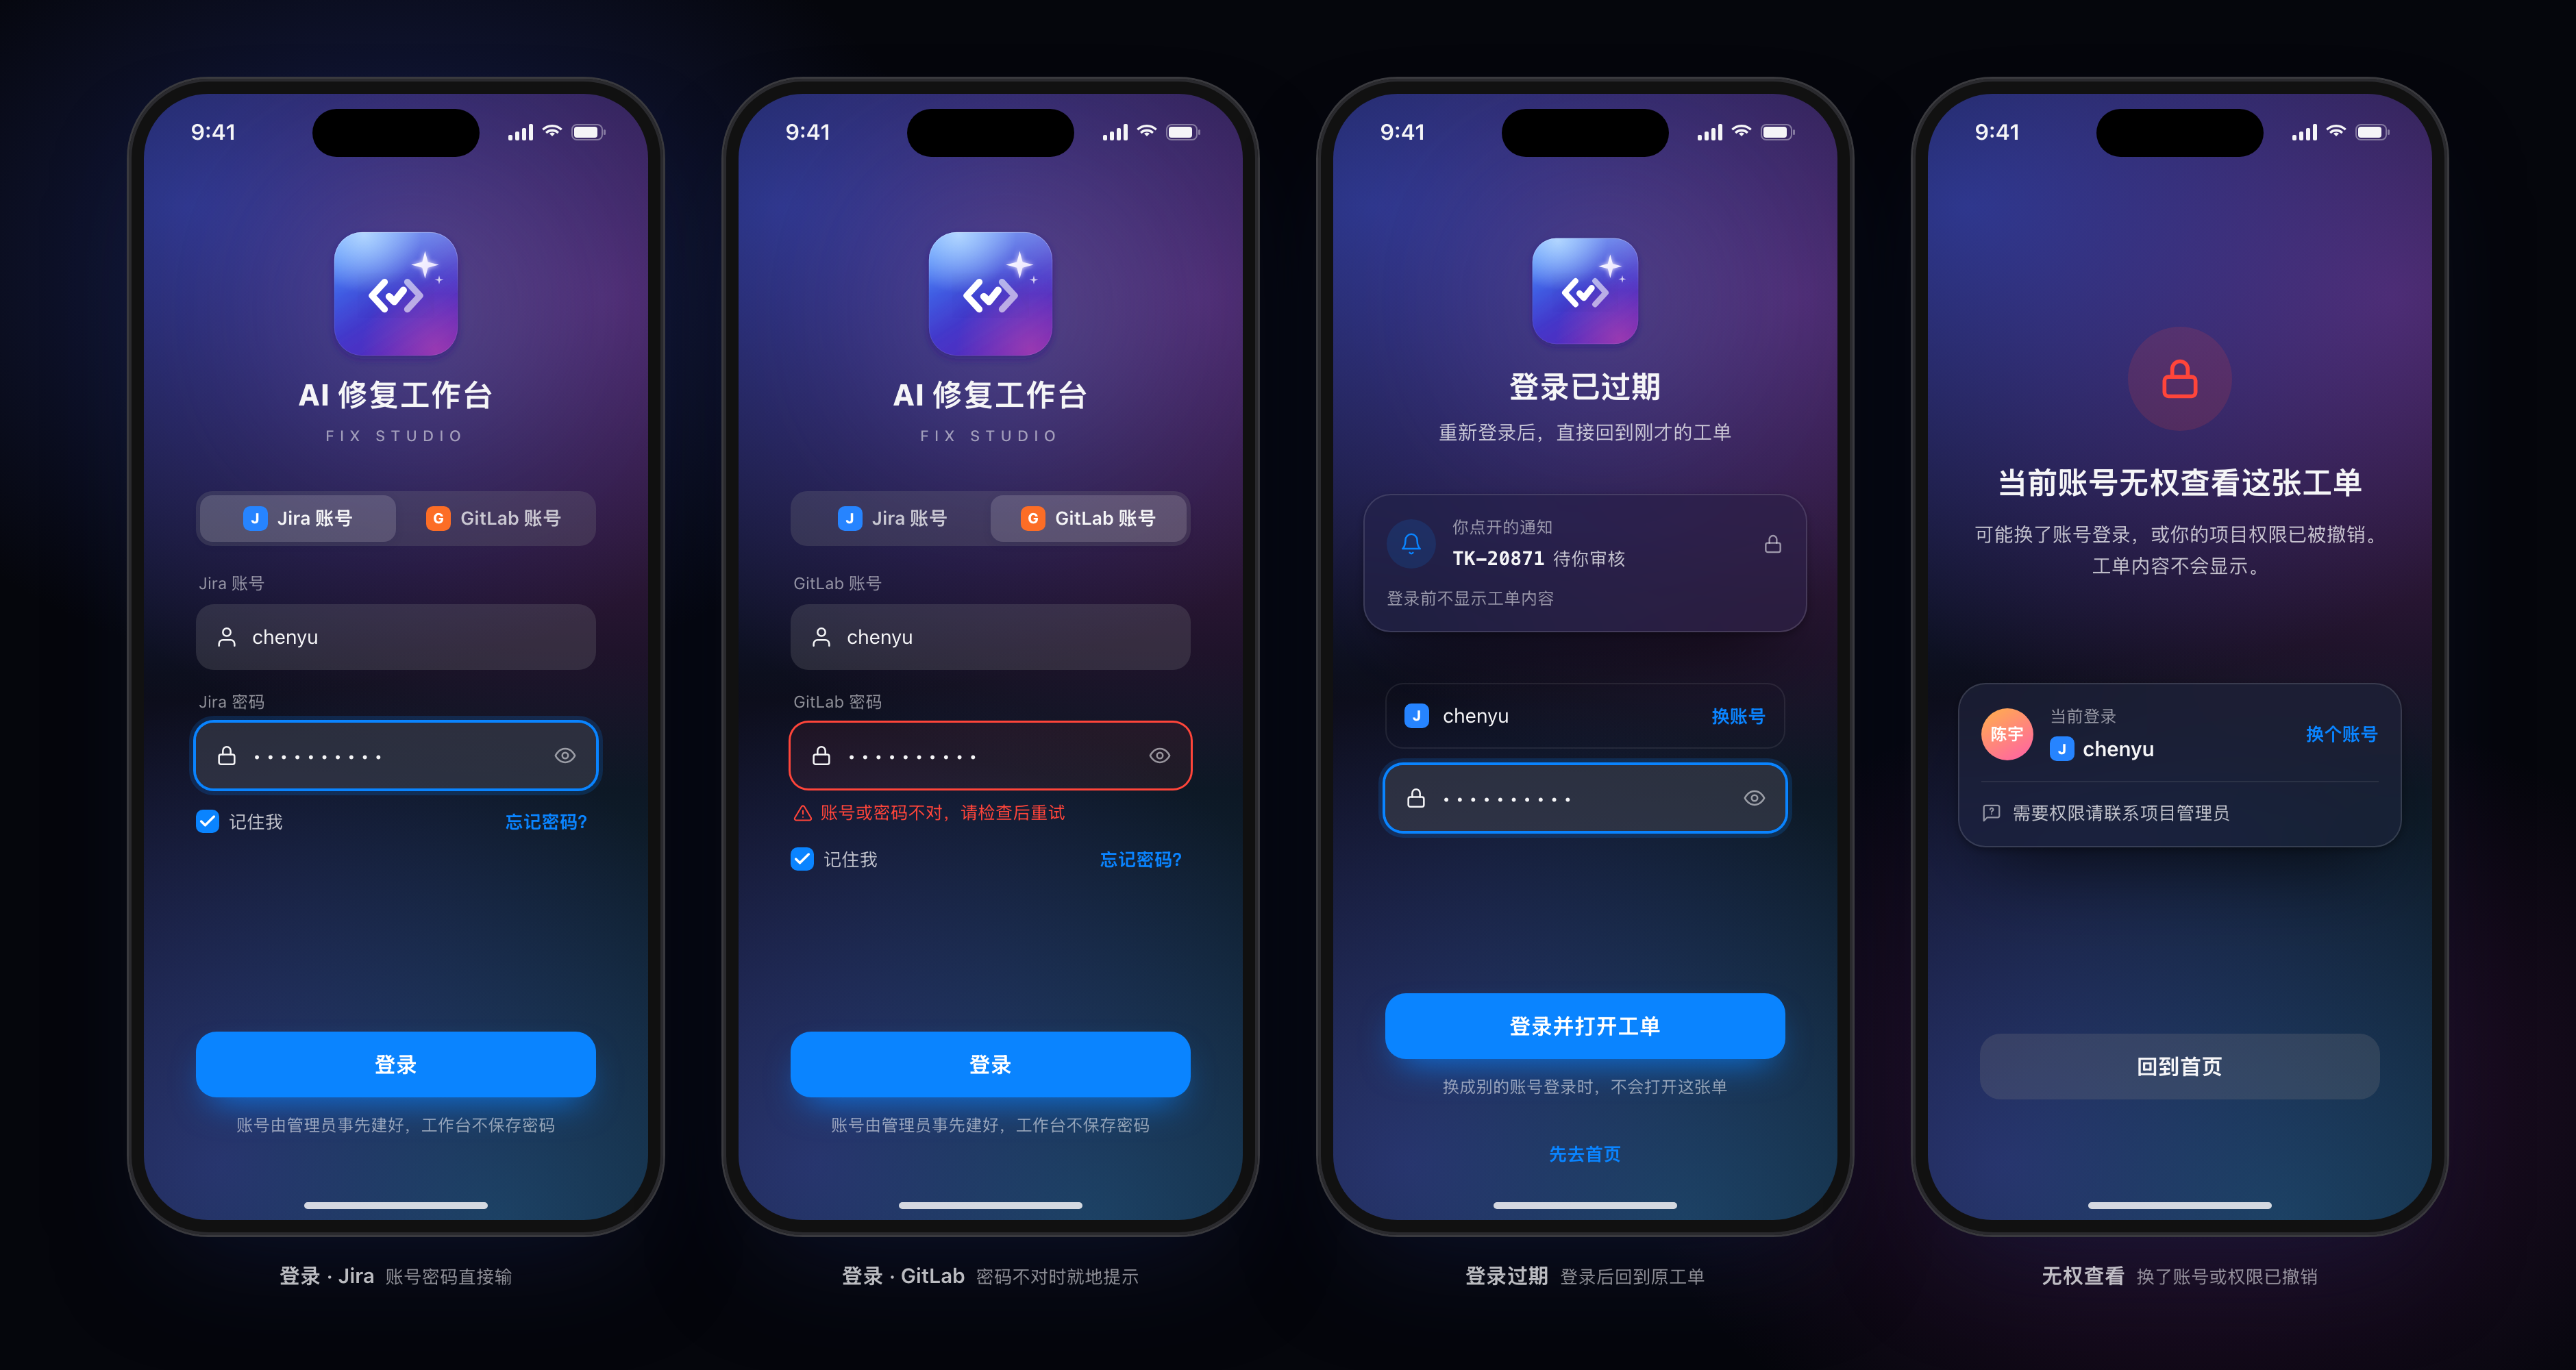 9:41
AI 修复工作台
FIX STUDIO
J Jira 账号
G GitLab 账号
Jira 账号
chenyu
Jira 密码
••••••••••
记住我
忘记密码?
登录
账号由管理员事先建好，工作台不保存密码
登录 · Jira 账号密码直接输
9:41
AI 修复工作台
FIX STUDIO
J Jira 账号
G GitLab 账号
GitLab 账号
chenyu
GitLab 密码
••••••••••
账号或密码不对，请检查后重试
记住我
忘记密码?
登录
账号由管理员事先建好，工作台不保存密码
登录 · GitLab 密码不对时就地提示
9:41
登录已过期
重新登录后，直接回到刚才的工单
你点开的通知
TK-20871 待你审核
登录前不显示工单内容
J chenyu
换账号
••••••••••
登录并打开工单
换成别的账号登录时，不会打开这张单
先去首页
登录过期 登录后回到原工单
9:41
当前账号无权查看这张工单
可能换了账号登录，或你的项目权限已被撤销。
工单内容不会显示。
陈宇
当前登录
J chenyu
换个账号
需要权限请联系项目管理员
回到首页
无权查看 换了账号或权限已撤销